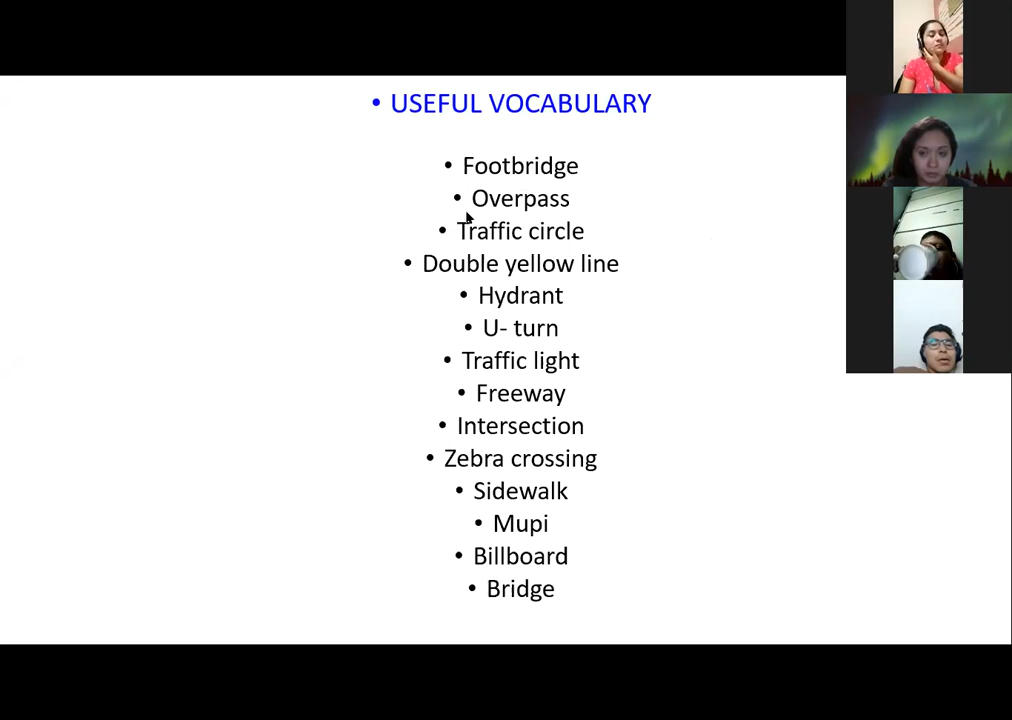 • USEFUL VOCABULARY
• Footbridge
• Overpass
• Traffic circle
• Double yellow line
• Hydrant
• U- turn
• Traffic light
• Freeway
• Intersection
• Zebra crossing
• Sidewalk
• Mupi
• Billboard
• Bridge